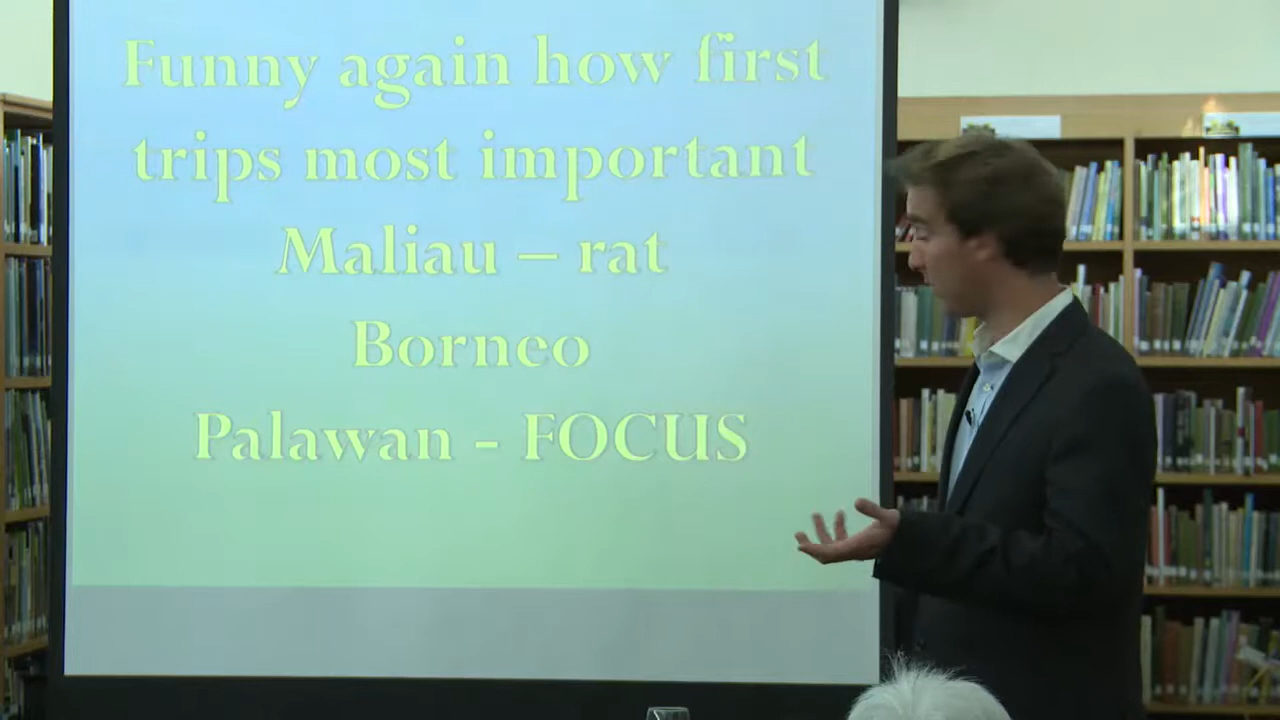 Funny again how first
trips most important
Maliau – rat
Borneo
Palawan - FOCUS